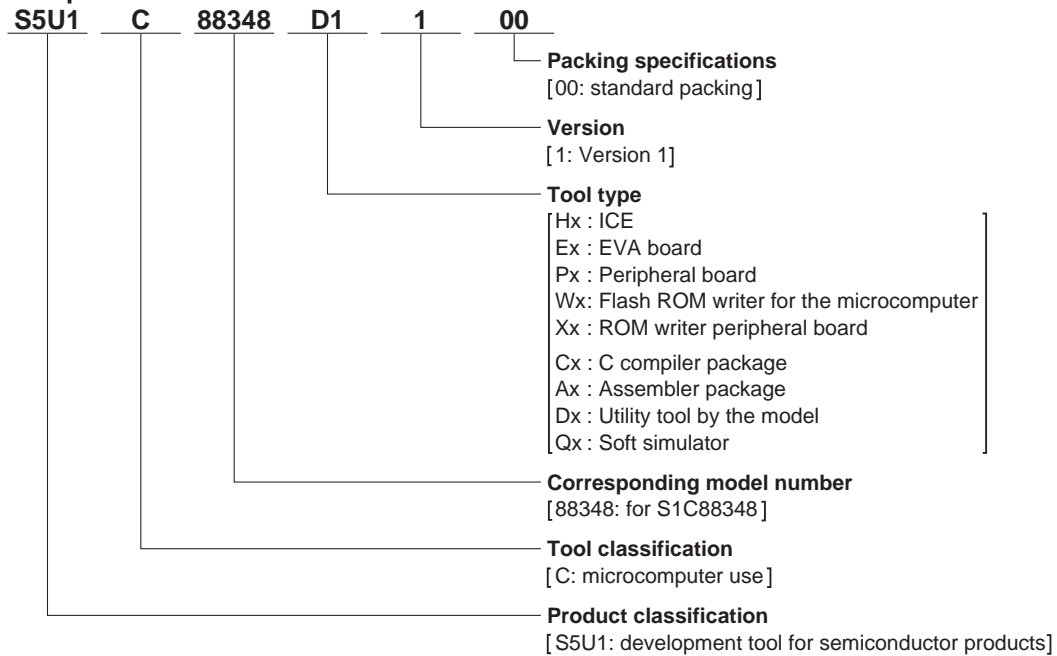 S5U1 C 88348 D1 1 00
Packing specifications
[00: standard packing]
Version
[1: Version 1]
Tool type
Hx : ICE
Ex : EVA board
Px : Peripheral board
Wx: Flash ROM writer for the microcomputer
Xx : ROM writer peripheral board
Cx : C compiler package
Ax : Assembler package
Dx : Utility tool by the model
Qx : Soft simulator
Corresponding model number
[88348: for S1C88348]
Tool classification
[C: microcomputer use]
Product classification
[S5U1: development tool for semiconductor products]